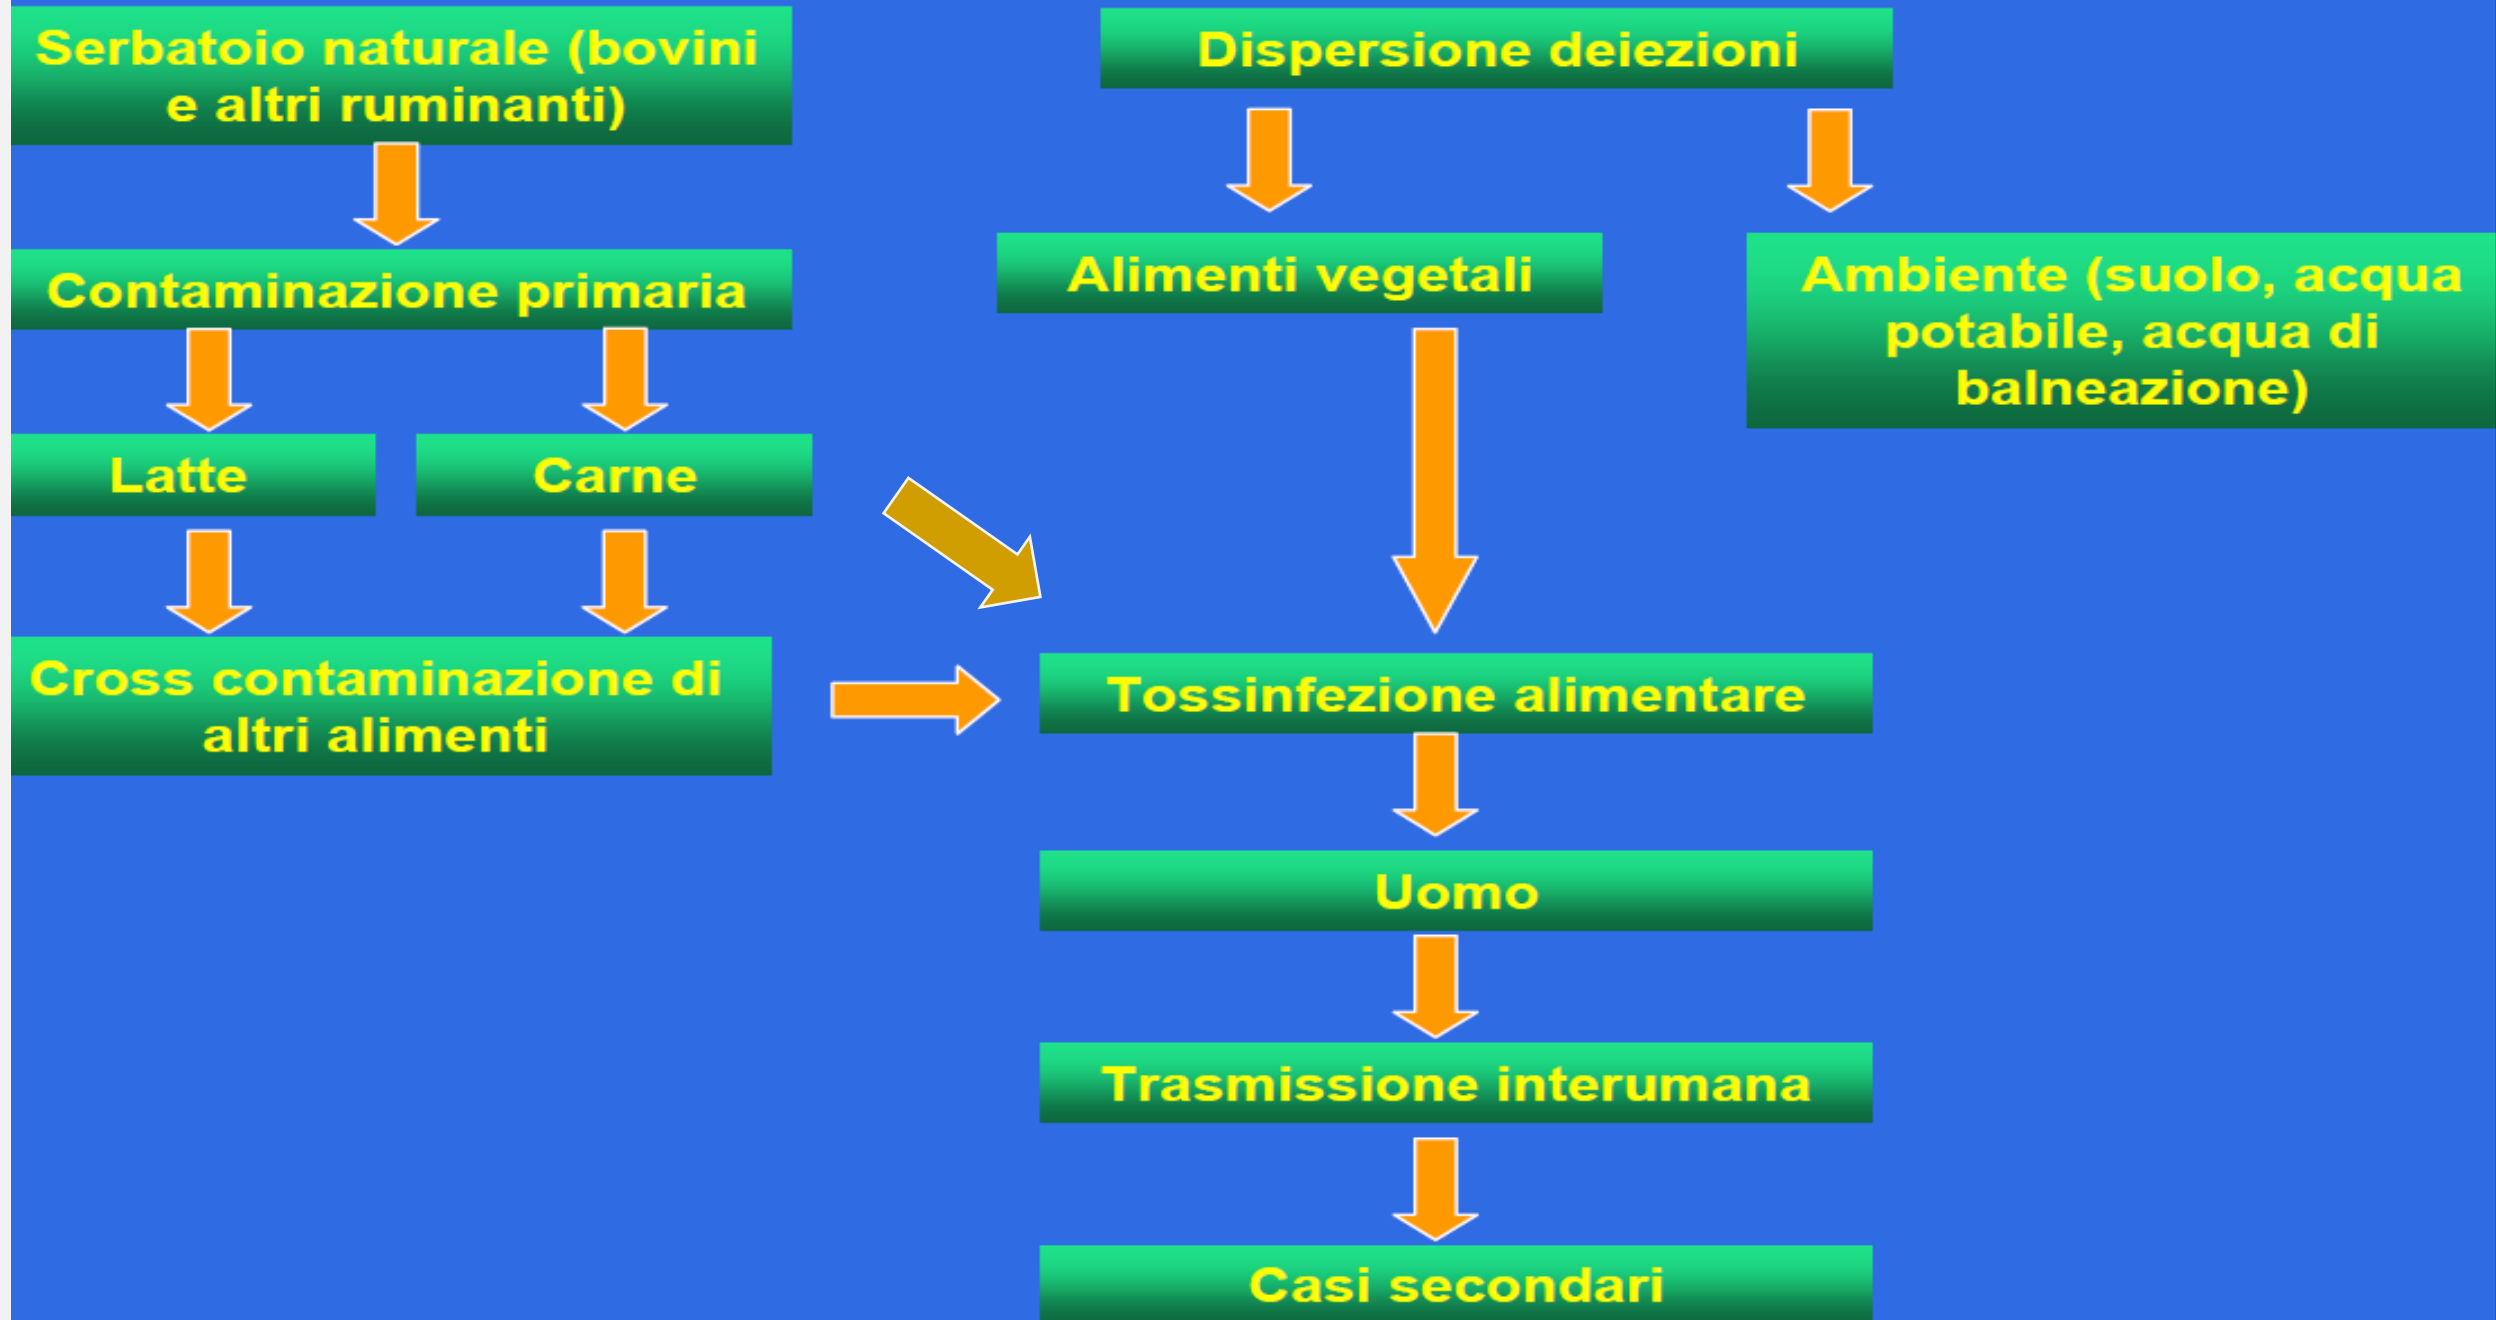 Serbatoio naturale (bovini
e altri ruminanti)
Contaminazione primaria
Latte
Carne
Cross contaminazione di
altri alimenti
Dispersione deiezioni
Alimenti vegetali
Ambiente (suolo, acqua
potabile, acqua di
balneazione)
Tossinfezione alimentare
Uomo
Trasmissione interumana
Casi secondari